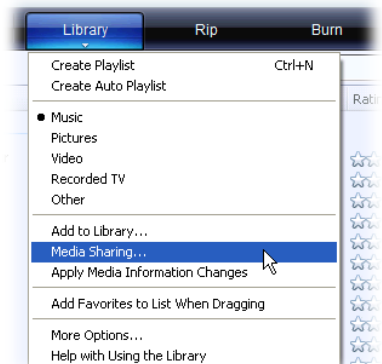 Library Rip Burn
Create Playlist Ctrl+N
Create Auto Playlist
Rati
Music
Pictures
Video
Recorded TV
Other
Add to Library...
Media Sharing...
Apply Media Information Changes
Add Favorites to List When Dragging
More Options...
Help with Using the Library